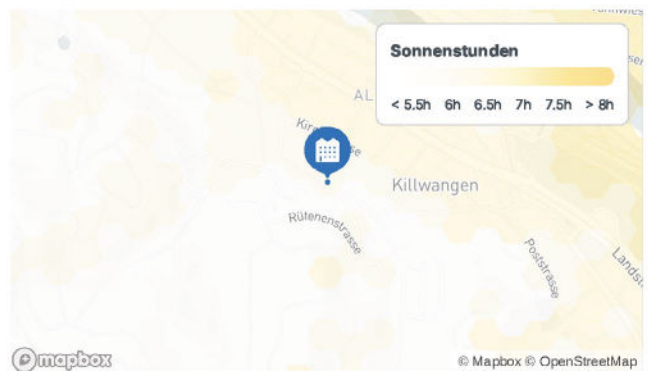 Sonnenstunden
< 5.5h 6h 6.5h 7h 7.5h > 8h
AL
Killwangen
Rütenenstrasse
Poststrasse
mapbox
© Mapbox © OpenStreetMap